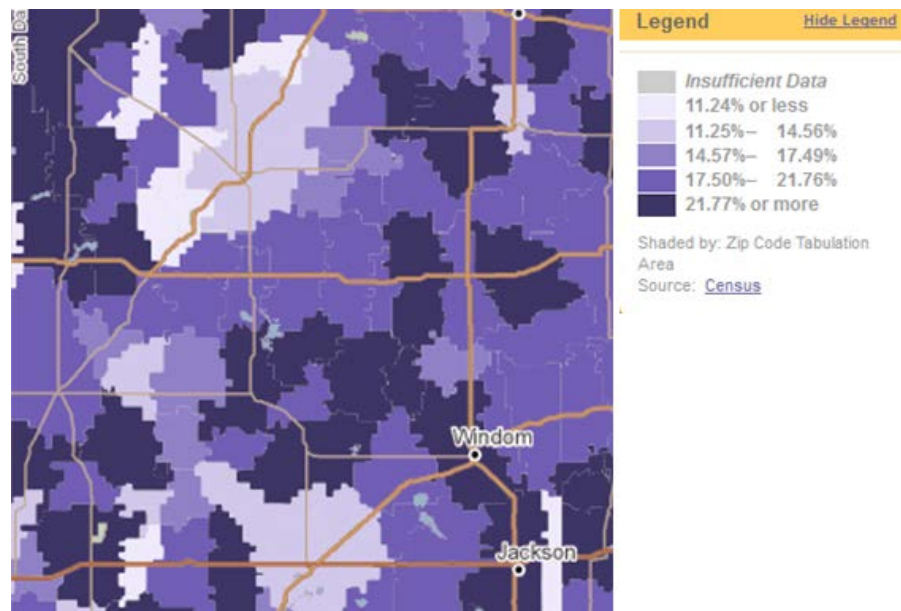 South Da
Windom
Jackson
Legend Hide Legend
Insufficient Data
11.24% or less
11.25%– 14.56%
14.57%– 17.49%
17.50%– 21.76%
21.77% or more
Shaded by: Zip Code Tabulation
Area
Source: Census